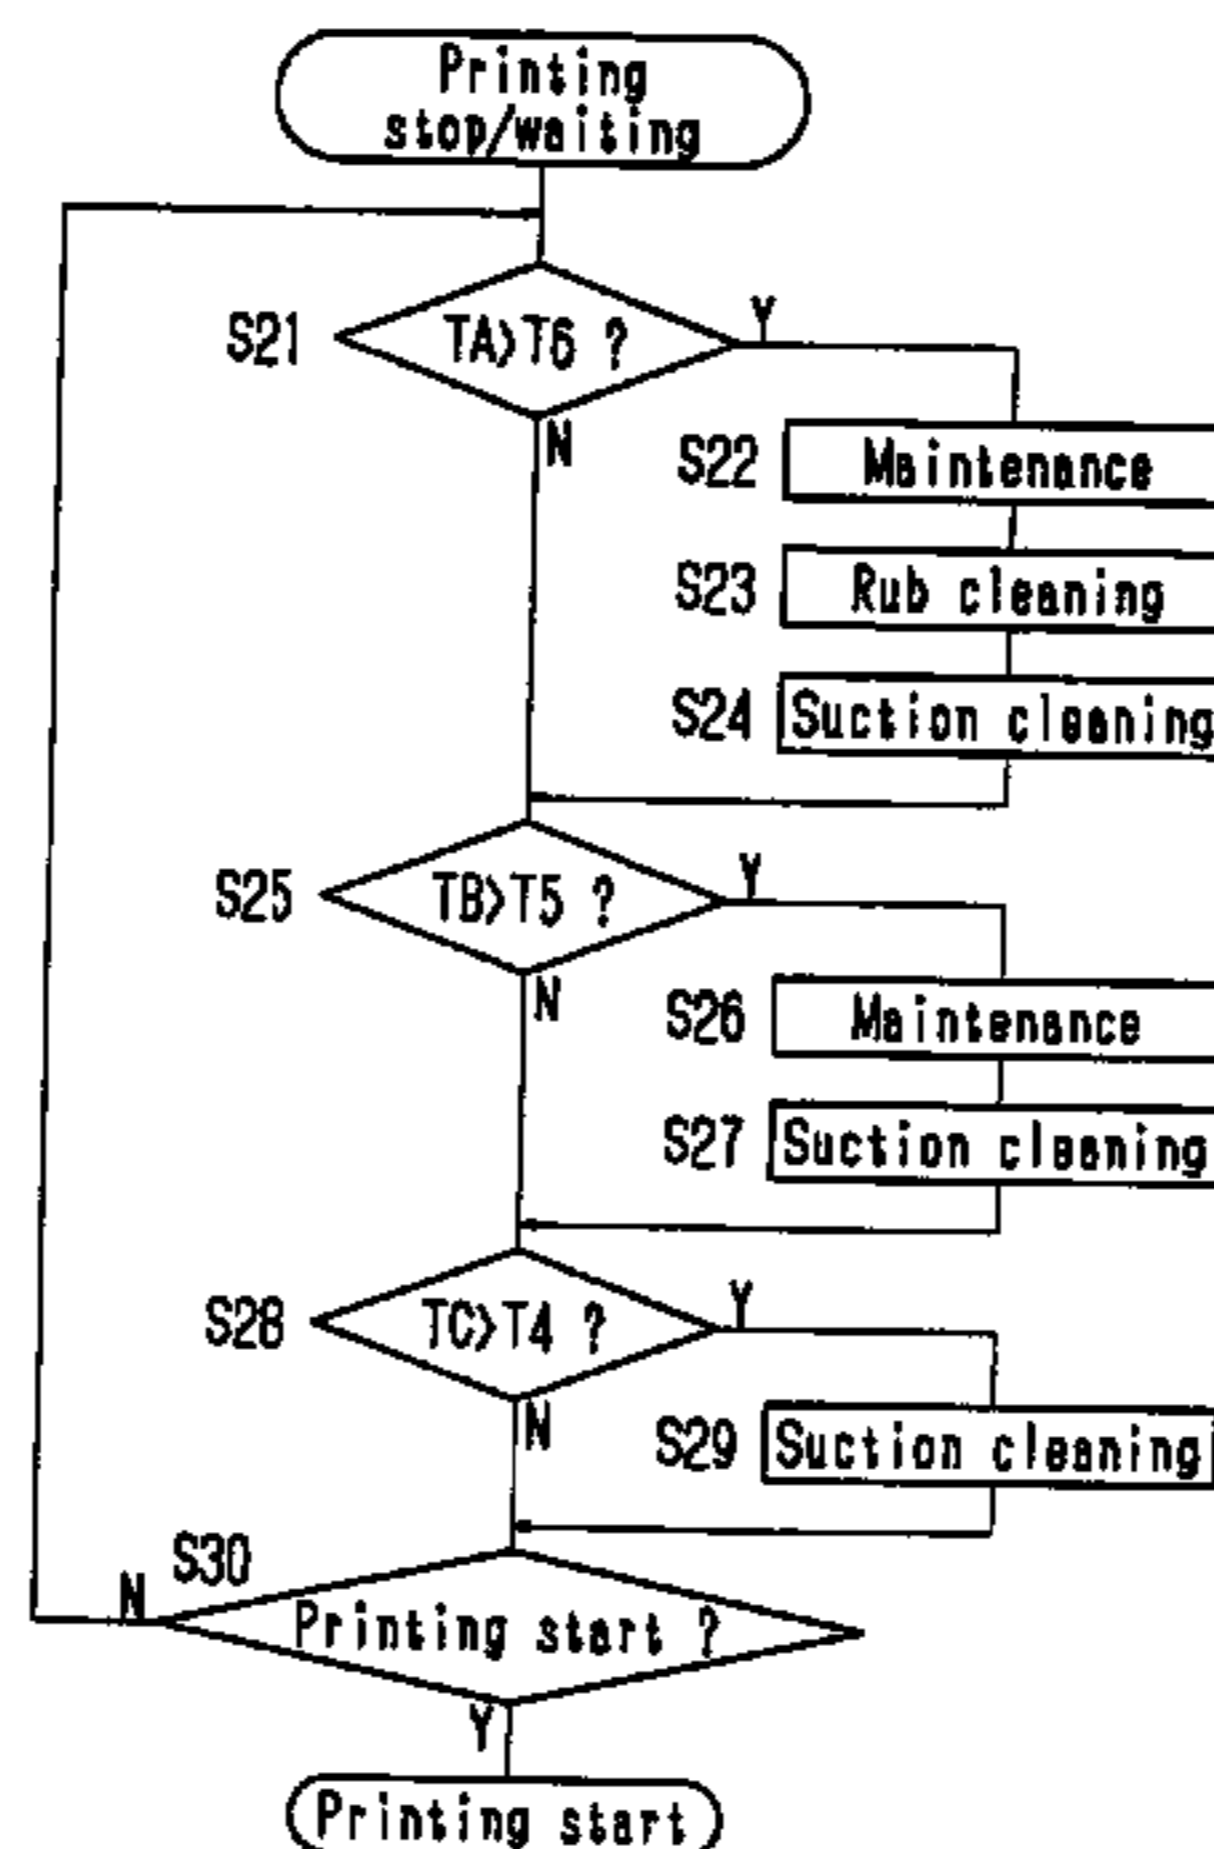 Printing
stop/waiting
S21
TA>T6 ?
Y
N
S22
Maintenance
S23
Rub cleaning
S24
Suction cleaning
S25
TB>T5 ?
Y
N
S26
Maintenance
S27
Suction cleaning
S28
TC>T4 ?
Y
N
S29
Suction cleaning
S30
N
Printing start ?
Y
Printing start